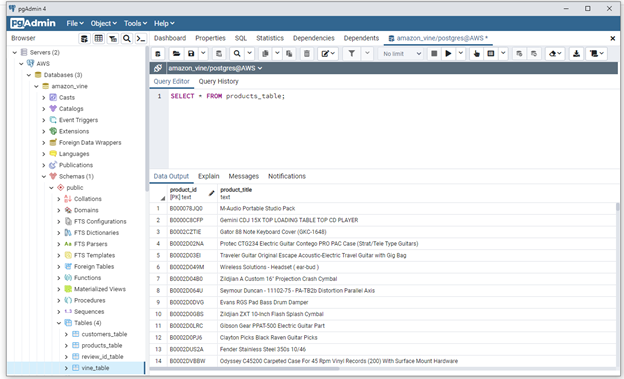 pgAdmin 4
pgAdmin File Object Tools Help
Browser
Dashboard Properties SQL Statistics Dependencies Dependents amazon_vine/postgres@AWS *
No limit
amazon_vine/postgres@AWS
Query Editor Query History
1 SELECT * FROM products_table;
Servers (2)
AWS
Databases (3)
amazon_vine
Casts
Catalogs
Event Triggers
Extensions
Foreign Data Wrappers
Languages
Publications
Schemas (1)
public
Collations
Domains
FTS Configurations
FTS Dictionaries
FTS Parsers
FTS Templates
Foreign Tables
Functions
Materialized Views
Procedures
Sequences
Tables (4)
customers_table
products_table
review_id_table
vine_table
Data Output Explain Messages Notifications
product_id product_title
[PK] text text
1 B000078JQ0 M-Audio Portable Studio Pack
2 B0000C8CFP Gemini CDJ 15X TOP LOADING TABLE TOP CD PLAYER
3 B0002CZTIE Gator 88 Note Keyboard Cover (GKC-1648)
4 B0002D02NA Protec CTG234 Electric Guitar Contego PRO PAC Case (Strat/Tele Type Guitars)
5 B0002D03EI Traveler Guitar Original Escape Acoustic-Electric Travel Guitar with Gig Bag
6 B0002D049M Wireless Solutions - Headset ( ear-bud )
7 B0002D04B0 Zildjian A Custom 16" Projection Crash Cymbal
8 B0002D064U Seymour Duncan - 11102-75 - PA-TB2b Distortion Parallel Axis
9 B0002D0DVG Evans RGS Pad Bass Drum Damper
10 B0002D0GBS Zildjian ZXT 10-Inch Flash Splash Cymbal
11 B0002D0LRC Gibson Gear PPAT-500 Electric Guitar Part
12 B0002D0PJ6 Clayton Picks Black Raven Guitar Picks
13 B0002DUS2A Fender Stainless Steel 350s 10/46
14 B0002DVBBW Odyssey C45200 Carpeted Case For 45 Rpm Vinyl Records (200) With Surface Mount Hardware